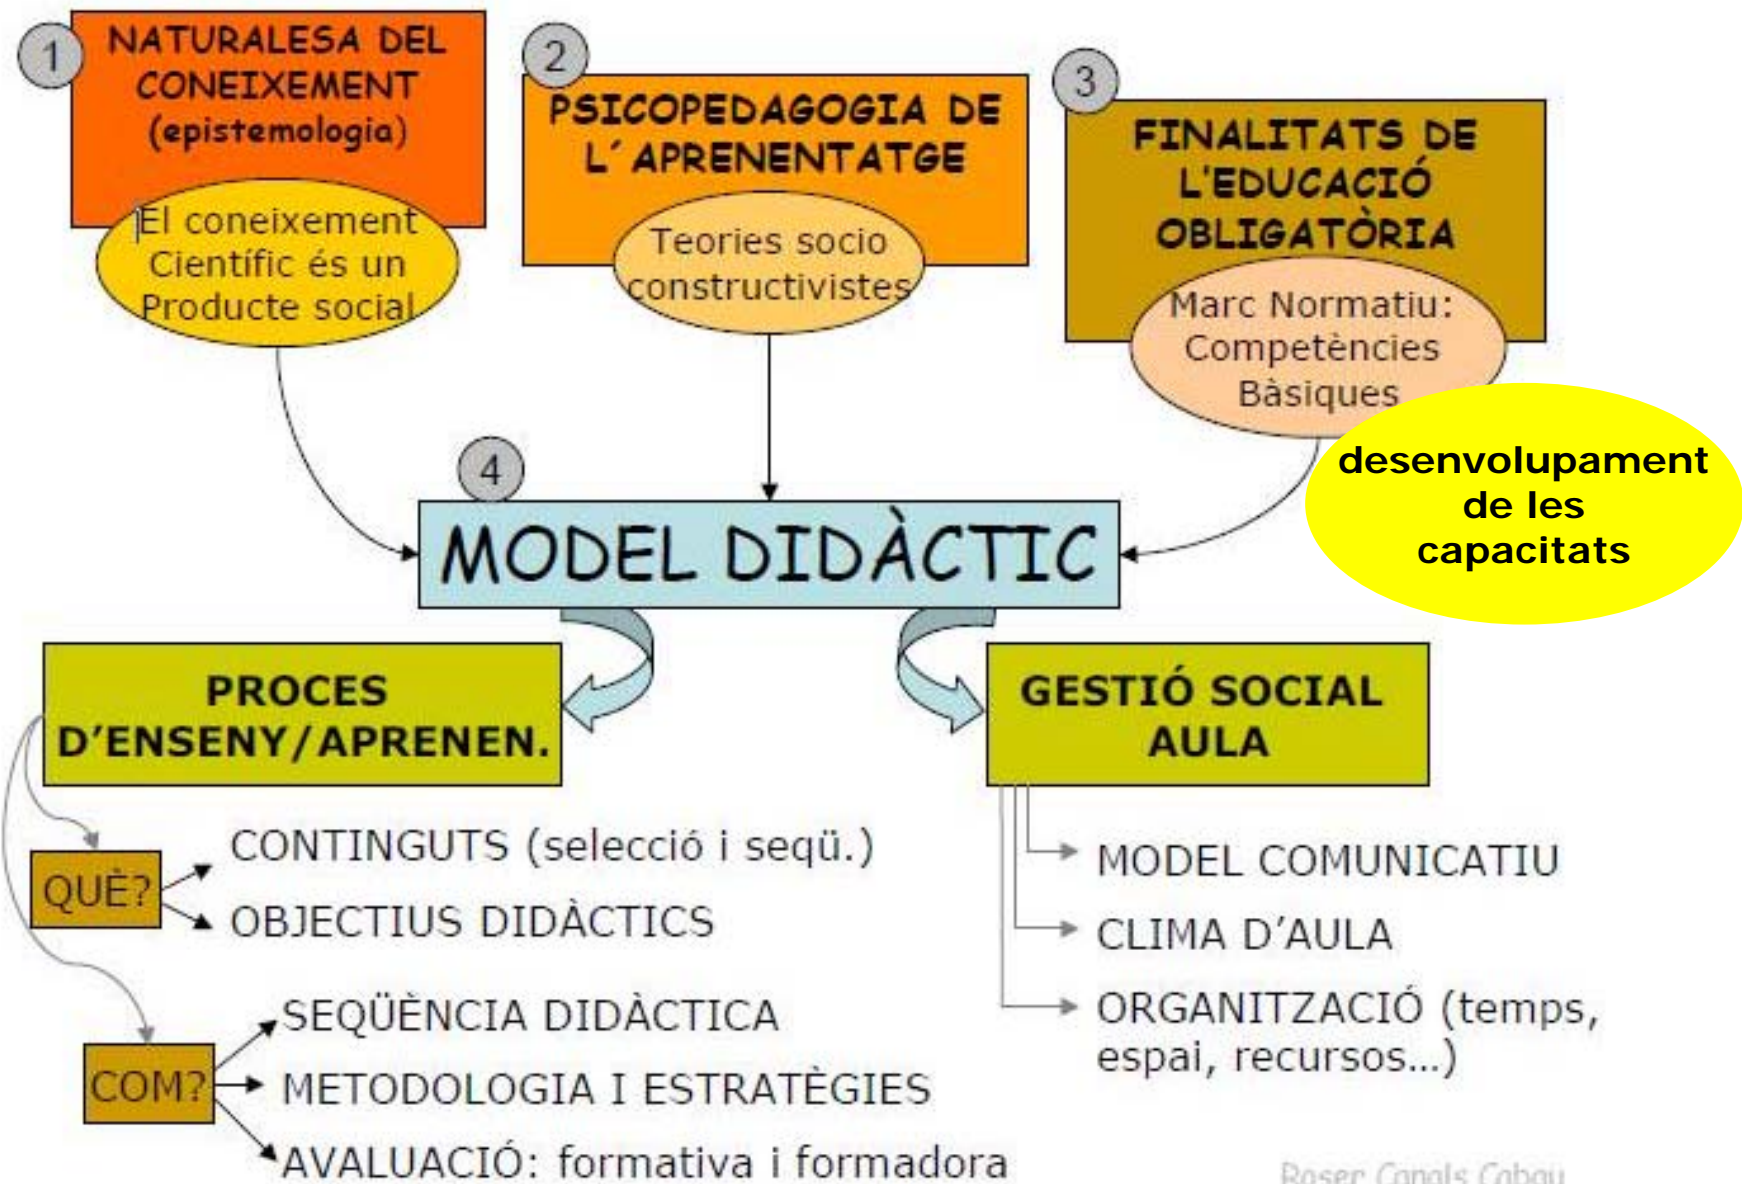 1
NATURALESA DEL
CONEIXEMENT
(epistemologia)
El coneixement
Científic és un
Producte social
2
PSICOPEDAGOGIA DE
L´APRENENTATGE
Teories socio
constructivistes
3
FINALITATS DE
L'EDUCACIÓ
OBLIGATÒRIA
Marc Normatiu:
Competències
Bàsiques
desenvolupament
de les
capacitats
4
MODEL DIDÀCTIC
PROCES
D'ENSENY/APRENEN.
QUÈ?
CONTINGUTS (selecció i seqü.)
OBJECTIUS DIDÀCTICS
COM?
SEQÜÈNCIA DIDÀCTICA
METODOLOGIA I ESTRATÈGIES
AVALUACIÓ: formativa i formadora
GESTIÓ SOCIAL
AULA
MODEL COMUNICATIU
CLIMA D'AULA
ORGANITZACIÓ (temps,
espai, recursos...)
Roser Canals Cabau